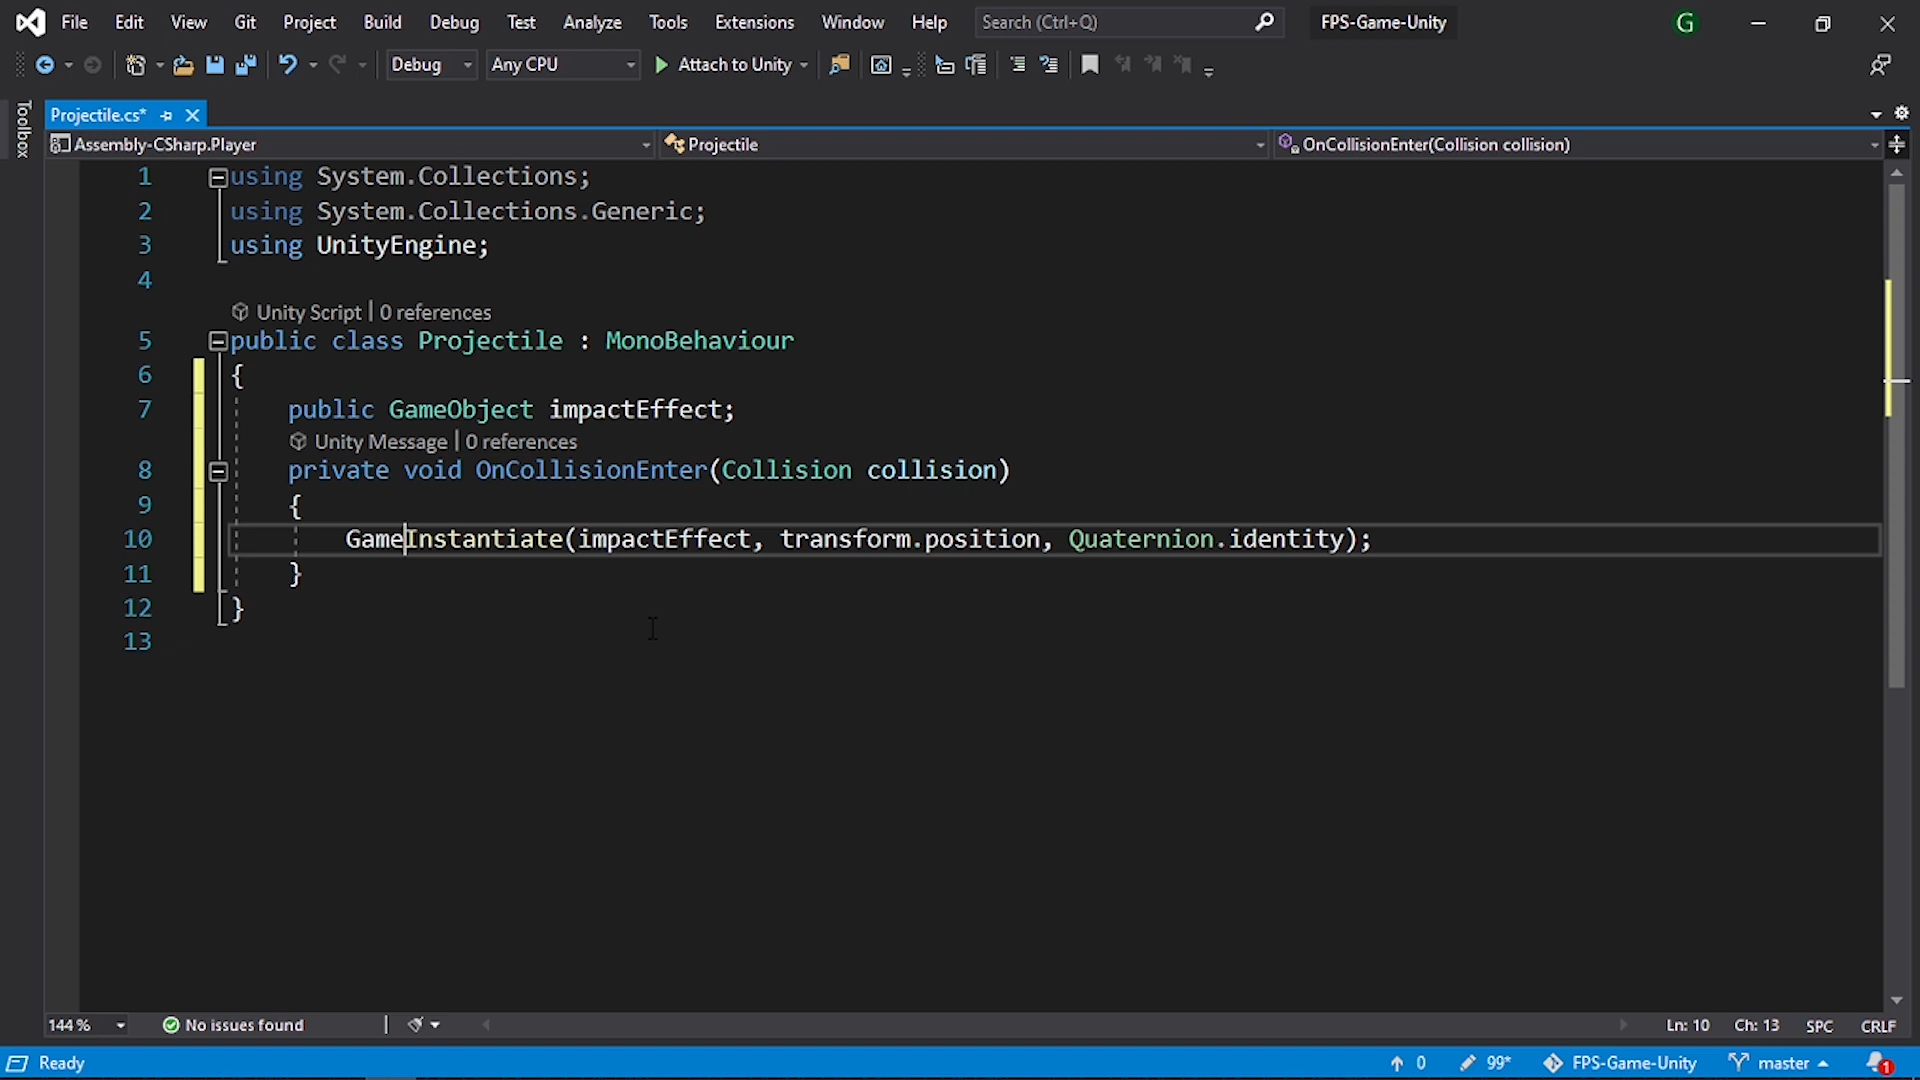 File Edit View Git Project Build Debug Test Analyze Tools Extensions Window Help Search (Ctrl+Q) FPS-Game-Unity G
Debug Any CPU Attach to Unity
Toolbox
Projectile.cs*
Assembly-CSharp.Player Projectile OnCollisionEnter(Collision collision)
1 using System.Collections;
2 using System.Collections.Generic;
3 using UnityEngine;
4
Unity Script | 0 references
5 public class Projectile : MonoBehaviour
6 {
7 public GameObject impactEffect;
Unity Message | 0 references
8 private void OnCollisionEnter(Collision collision)
9 {
10 GameInstantiate(impactEffect, transform.position, Quaternion.identity);
11 }
12 }
13
144 % No issues found Ln: 10 Ch: 13 SPC CRLF
Ready 0 99* FPS-Game-Unity master 1